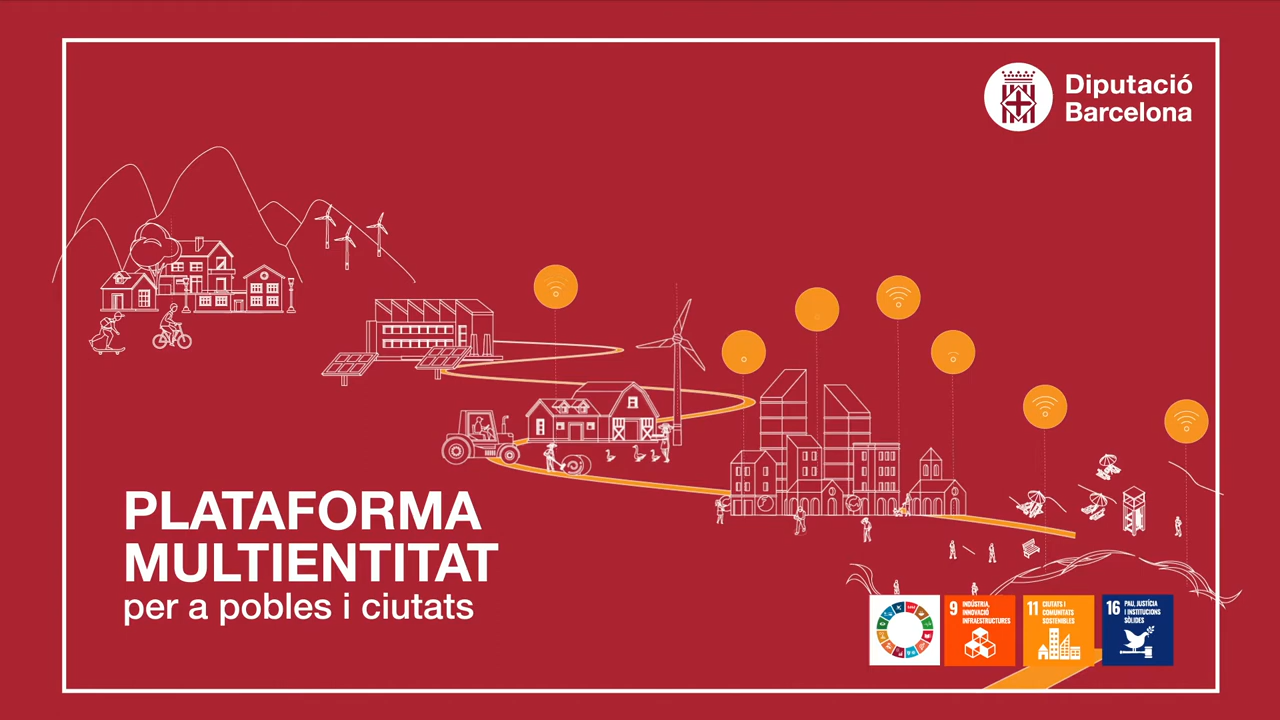 Diputació
Barcelona
PLATAFORMA
MULTIENTITAT
per a pobles i ciutats
9 INDÚSTRIA,
INNOVACIÓ
INFRAESTRUCTURES
11 CIUTATS I
COMUNITATS
SOSTENIBLES
16 PAU, JUSTÍCIA
I INSTITUCIONS
SÒLIDES